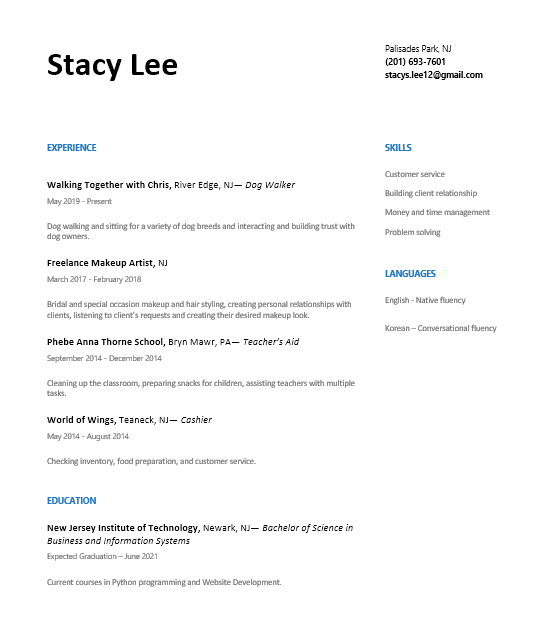 Stacy Lee
Palisades Park, NJ
(201) 693-7601
stacys.lee12@gmail.com
EXPERIENCE
Walking Together with Chris, River Edge, NJ— Dog Walker
May 2019 - Present
Dog walking and sitting for a variety of dog breeds and interacting and building trust with
dog owners.
Freelance Makeup Artist, NJ
March 2017 - February 2018
Bridal and special occasion makeup and hair styling, creating personal relationships with
clients, listening to client's requests and creating their desired makeup look.
Phebe Anna Thorne School, Bryn Mawr, PA— Teacher's Aid
September 2014 - December 2014
Cleaning up the classroom, preparing snacks for children, assisting teachers with multiple
tasks.
World of Wings, Teaneck, NJ— Cashier
May 2014 - August 2014
Checking inventory, food preparation, and customer service.
EDUCATION
New Jersey Institute of Technology, Newark, NJ— Bachelor of Science in
Business and Information Systems
Expected Graduation – June 2021
Current courses in Python programming and Website Development.
SKILLS
Customer service
Building client relationship
Money and time management
Problem solving
LANGUAGES
English - Native fluency
Korean – Conversational fluency